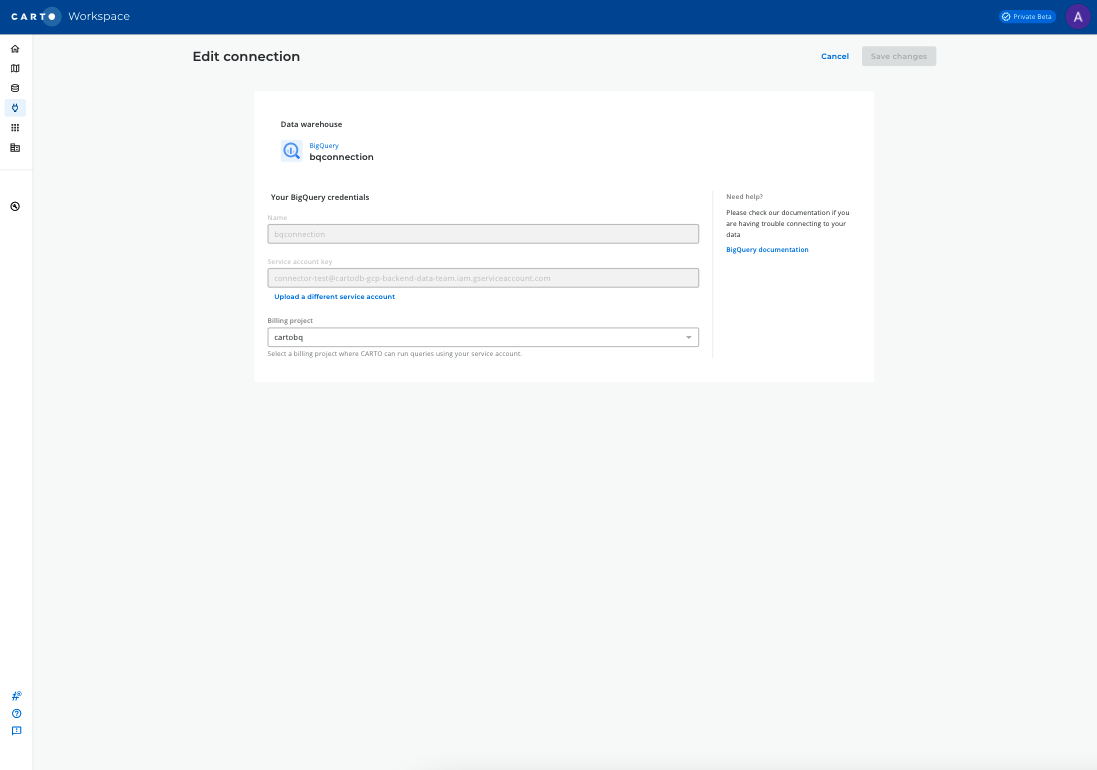 CARTO Workspace
Private Beta
A
Edit connection
Cancel
Save changes
Data warehouse
BigQuery
bqconnection
Your BigQuery credentials
Name
bqconnection
Service account key
connector-test@cartodb-gcp-backend-data-team.iam.gserviceaccount.com
Upload a different service account
Billing project
cartobq
Select a billing project where CARTO can run queries using your service account.
Need help?
Please check our documentation if you
are having trouble connecting to your
data
BigQuery documentation